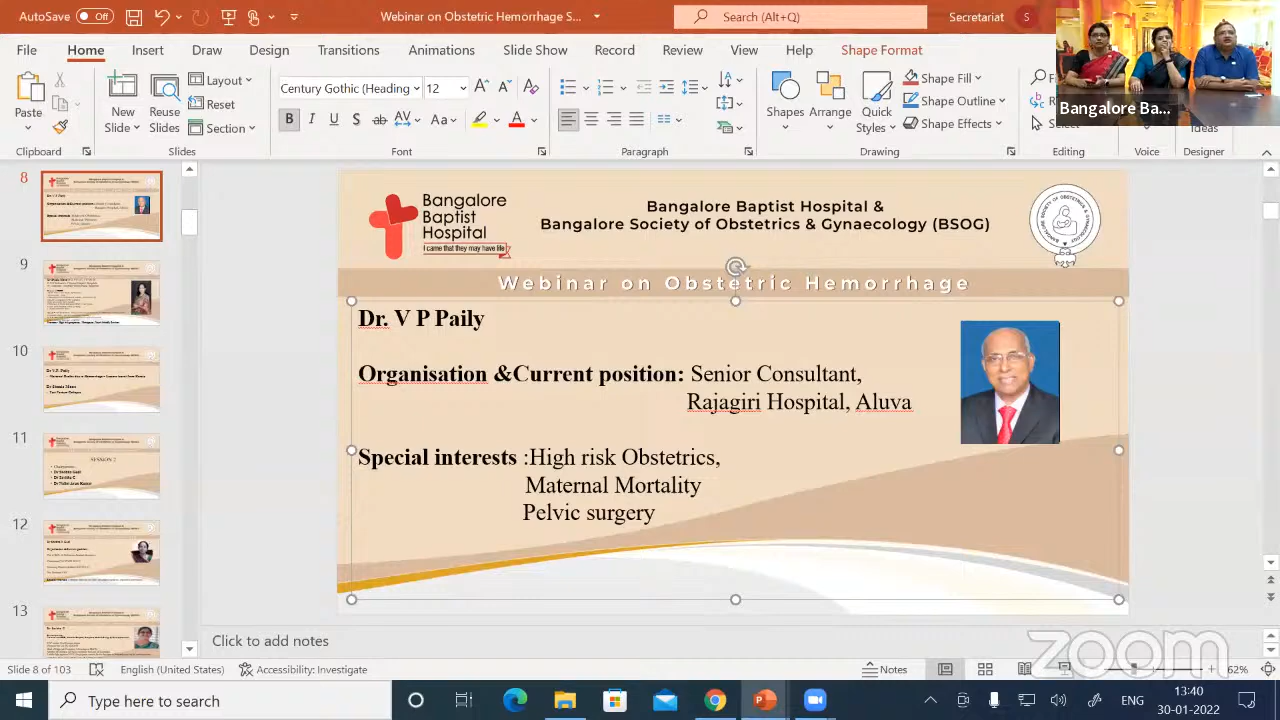 AutoSave Off
Webinar on Obstetric Hemorrhage S...
Search (Alt+Q)
Secretariat S
File Home Insert Draw Design Transitions Animations Slide Show Record Review View Help Shape Format
Paste
New Slides
Reuse Slides
Layout
Reset
Section
Century Gothic (Heading 12
Shapes
Arrange
Quick Styles
Shape Fill
Shape Outline
Shape Effects
Select
Ideas
Clipboard Slides Font Paragraph Drawing Editing Voice Designer
Bangalore Ba...
8
9
10
11
12
13
SESSION 2
Bangalore
Baptist
Hospital
I came that they may have life
Bangalore Baptist Hospital &
Bangalore Society of Obstetrics & Gynaecology (BSOG)
Webinar on Obstetric Hemorrhage
Dr. V P Paily
Organisation &Current position: Senior Consultant,
Rajagiri Hospital, Aluva
Special interests :High risk Obstetrics,
Maternal Mortality
Pelvic surgery
Click to add notes
zoom
Slide 8 of 103 English (United States) Accessibility: Investigate Notes 62%
Type here to search
ENG
13:40
30-01-2022